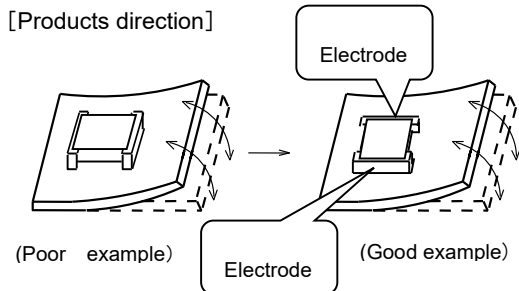 [Products direction]
Electrode
(Poor example)
Electrode
(Good example)